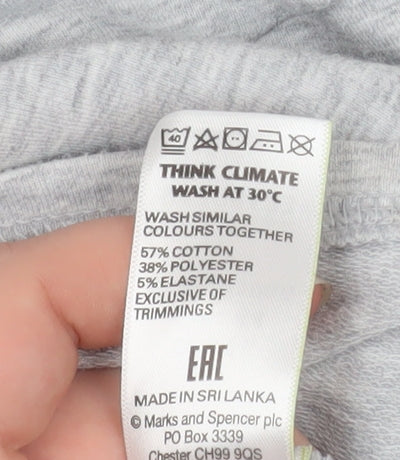 40
THINK CLIMATE
WASH AT 30°C
WASH SIMILAR
COLOURS TOGETHER
57% COTTON
38% POLYESTER
5% ELASTANE
EXCLUSIVE OF
TRIMMINGS
EAC
MADE IN SRI LANKA
© Marks and Spencer plc
PO Box 3339
Chester CH99 9QS